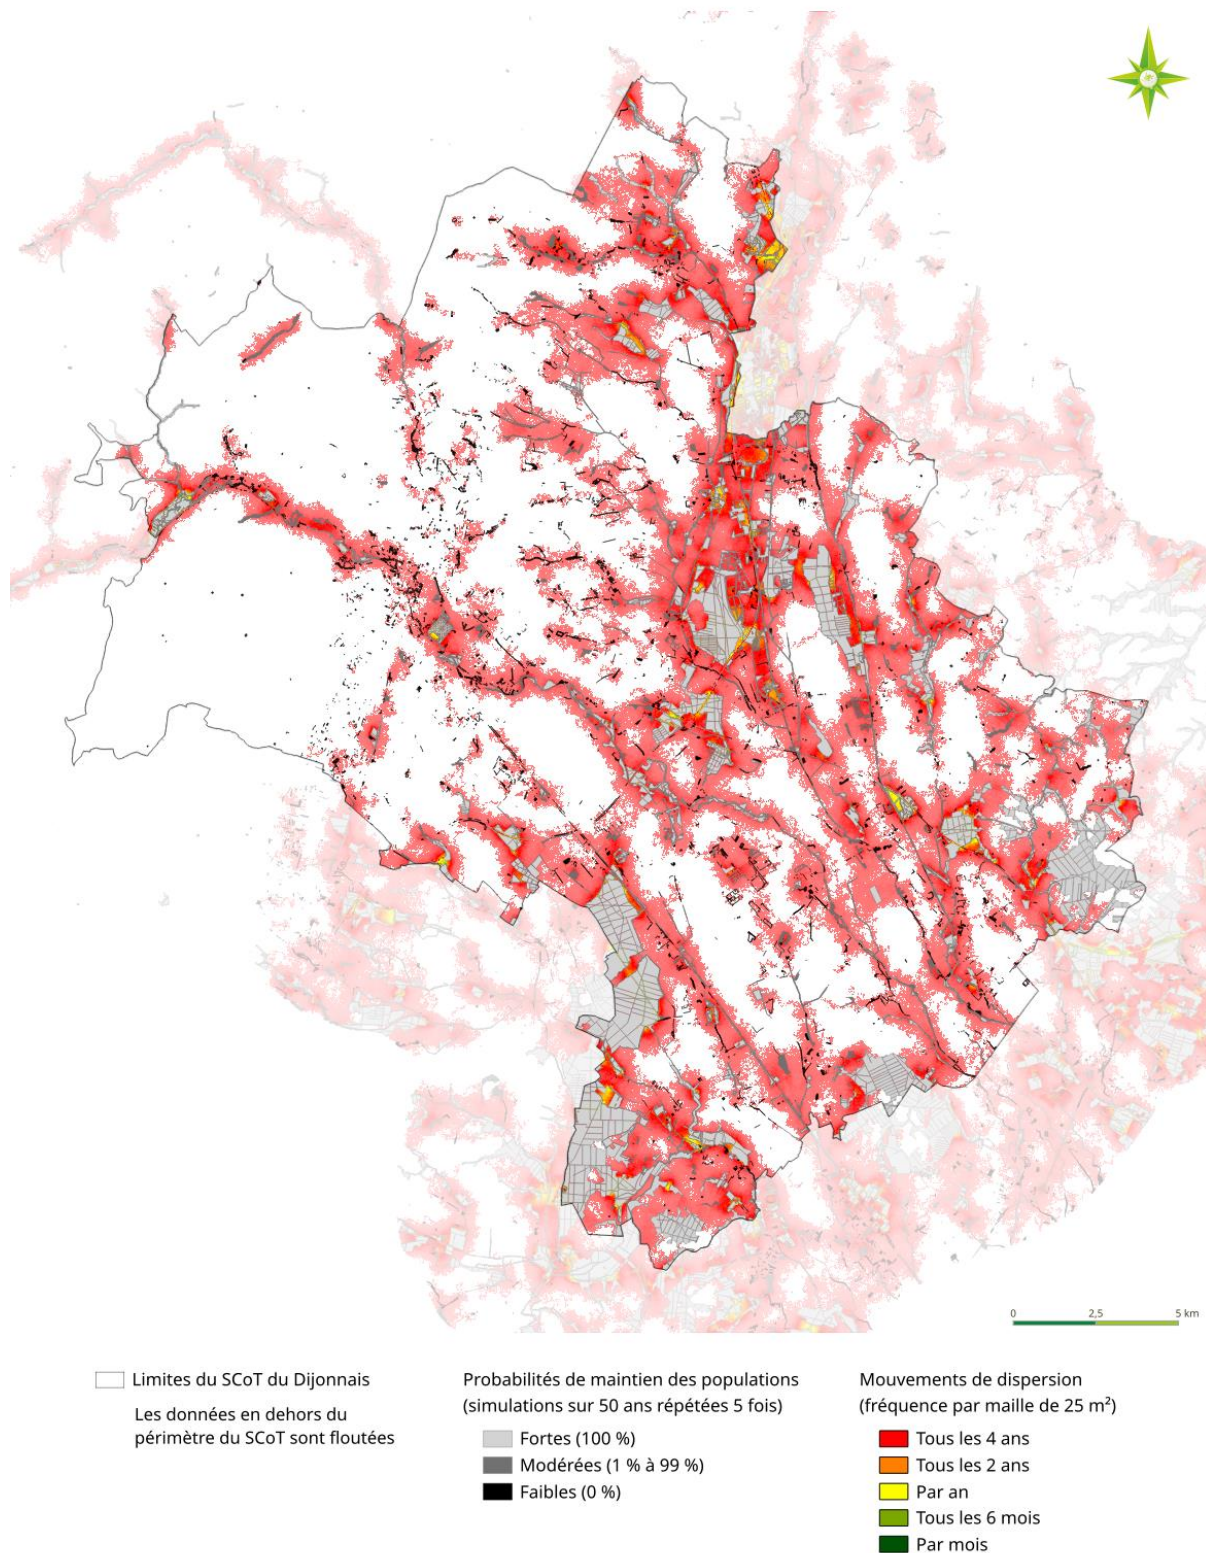 0 2,5 5 km
Limites du SCoT du Dijonnais
Les données en dehors du
périmètre du SCoT sont floutées
Probabilités de maintien des populations
(simulations sur 50 ans répétées 5 fois)
Fortes (100 %)
Modérées (1 % à 99 %)
Faibles (0 %)
Mouvements de dispersion
(fréquence par maille de 25 m²)
Tous les 4 ans
Tous les 2 ans
Par an
Tous les 6 mois
Par mois